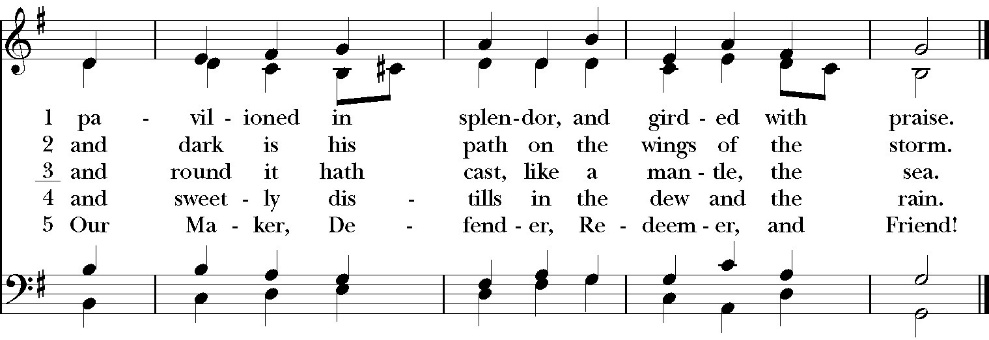 1 pa - vil - ioned in splen - dor, and gird - ed with praise.
2 and dark is his path on the wings of the storm.
3 and round it hath cast, like a man - tle, the sea.
4 and sweet - ly dis - tills in the dew and the rain.
5 Our Ma - ker, De - fend - er, Re - deem - er, and Friend!